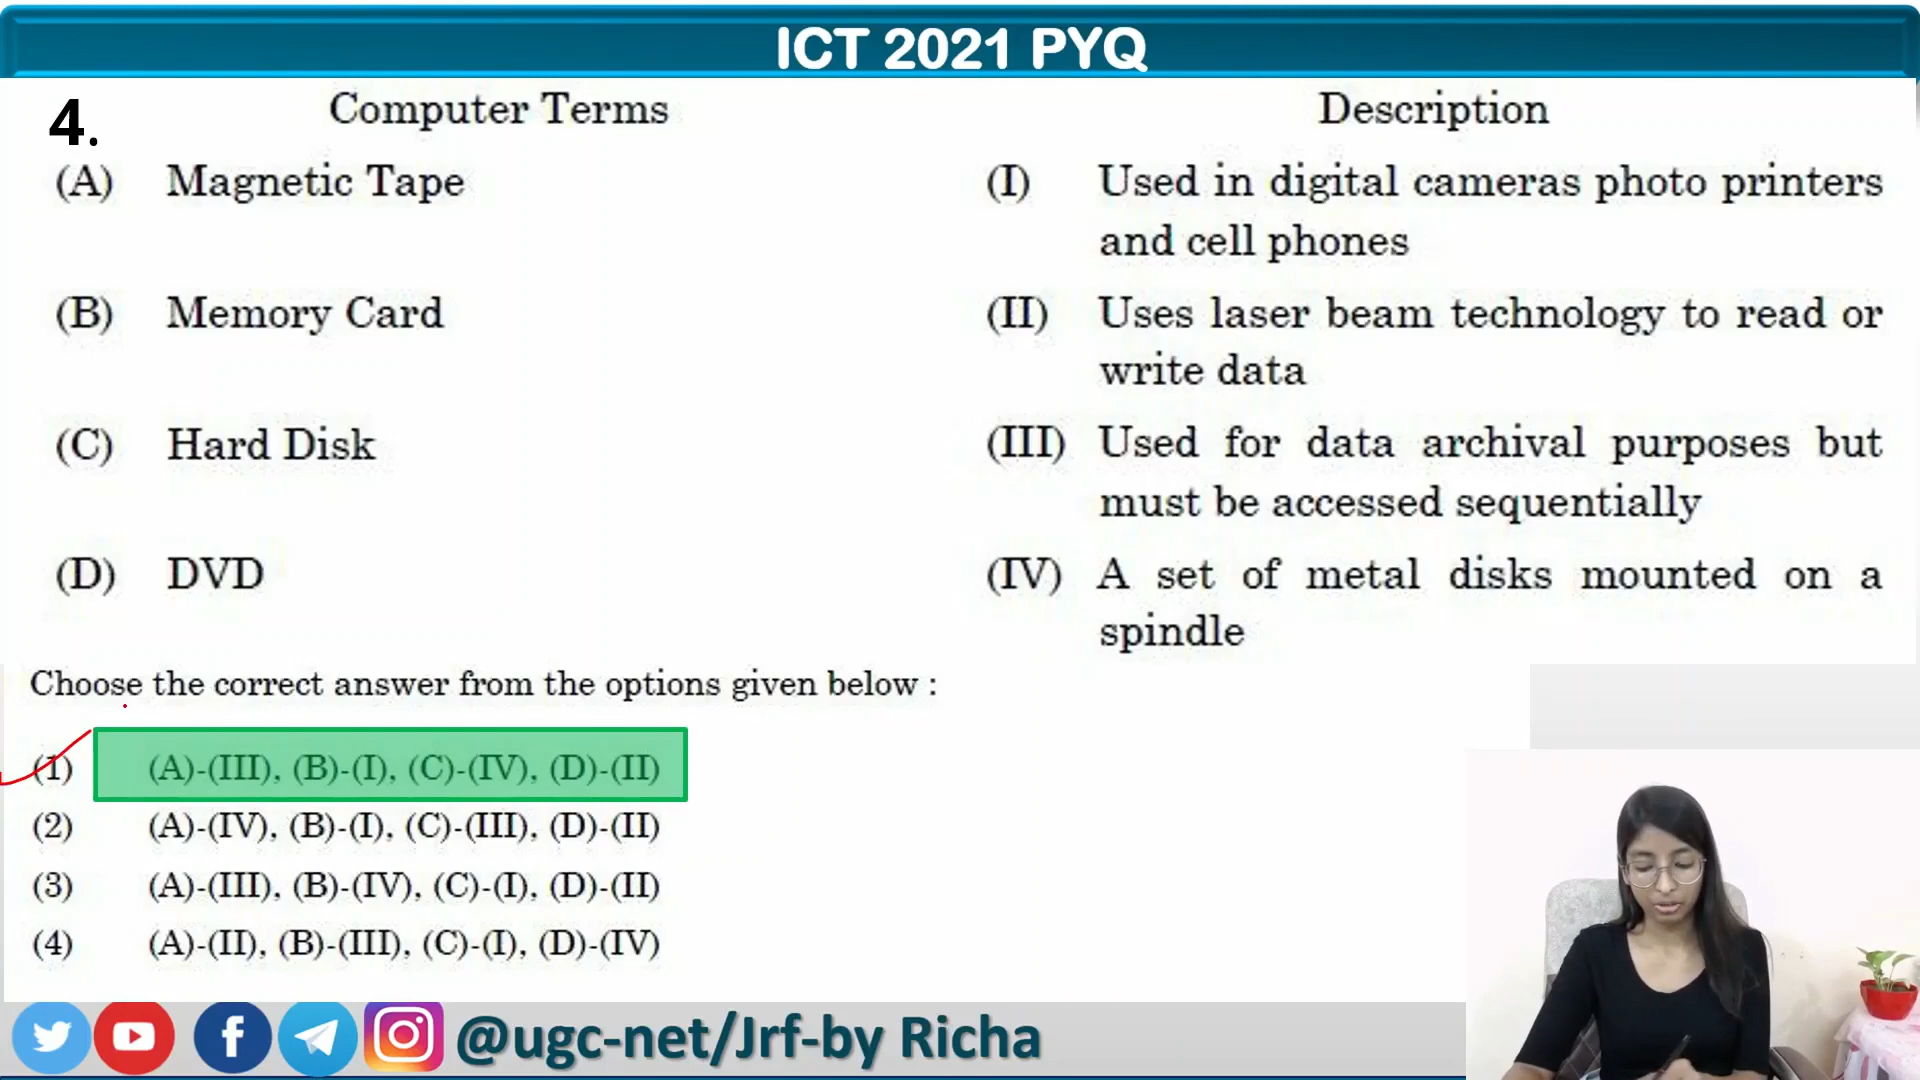 ICT 2021 PYQ
4.
Computer Terms
Description
(A) Magnetic Tape
(I) Used in digital cameras photo printers
and cell phones
(B) Memory Card
(II) Uses laser beam technology to read or
write data
(C) Hard Disk
(III) Used for data archival purposes but
must be accessed sequentially
(D) DVD
(IV) A set of metal disks mounted on a
spindle
Choose the correct answer from the options given below :
(1) (A)-(III), (B)-(I), (C)-(IV), (D)-(II)
(2) (A)-(IV), (B)-(I), (C)-(III), (D)-(II)
(3) (A)-(III), (B)-(IV), (C)-(I), (D)-(II)
(4) (A)-(II), (B)-(III), (C)-(I), (D)-(IV)
@ugc-net/Jrf-by Richa